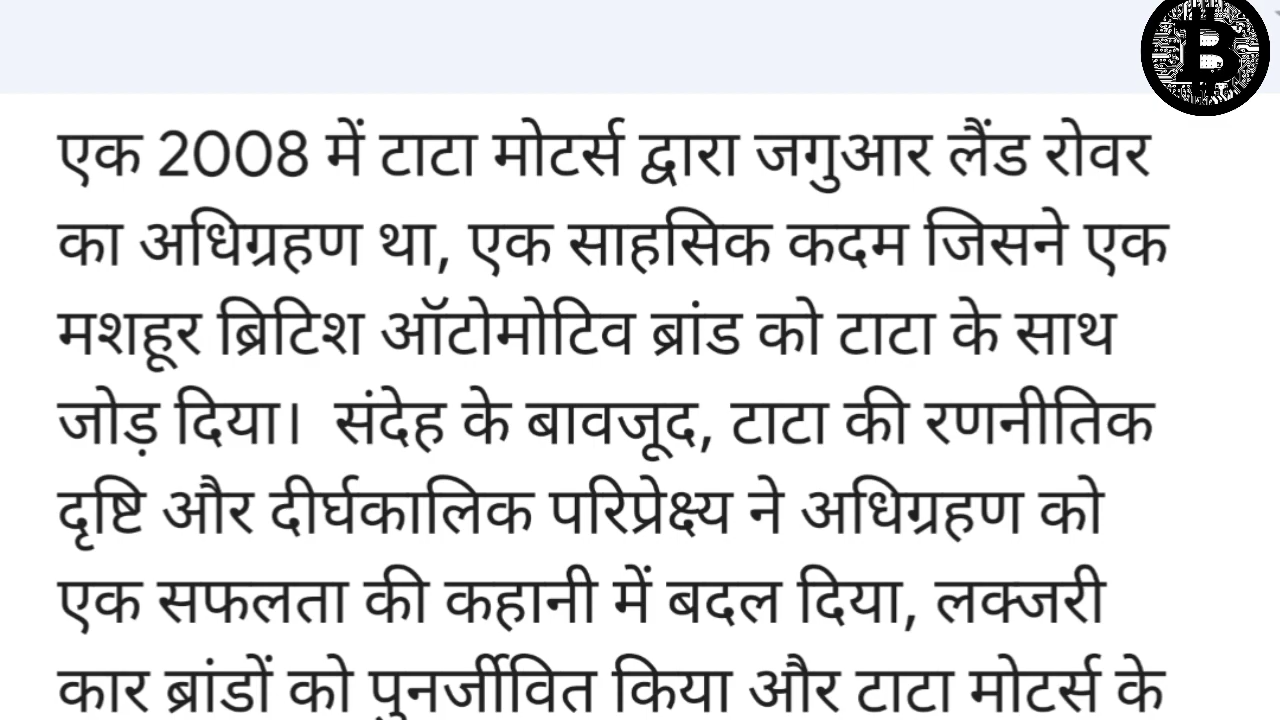 एक 2008 में टाटा मोटर्स द्वारा जगुआर लैंड रोवर
का अधिग्रहण था, एक साहसिक कदम जिसने एक
मशहूर ब्रिटिश ऑटोमोटिव ब्रांड को टाटा के साथ
जोड़ दिया। संदेह के बावजूद, टाटा की रणनीतिक
दृष्टि और दीर्घकालिक परिप्रेक्ष्य ने अधिग्रहण को
एक सफलता की कहानी में बदल दिया, लक्जरी
कार ब्रांडों को पुनर्जीवित किया और टाटा मोटर्स के